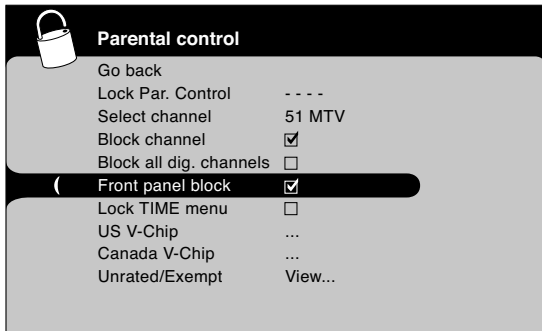 Parental control
Go back
Lock Par. Control - - - -
Select channel 51 MTV
Block channel ☑
Block all dig. channels ☐
Front panel block ☑
Lock TIME menu ☐
US V-Chip ...
Canada V-Chip ...
Unrated/Exempt View...